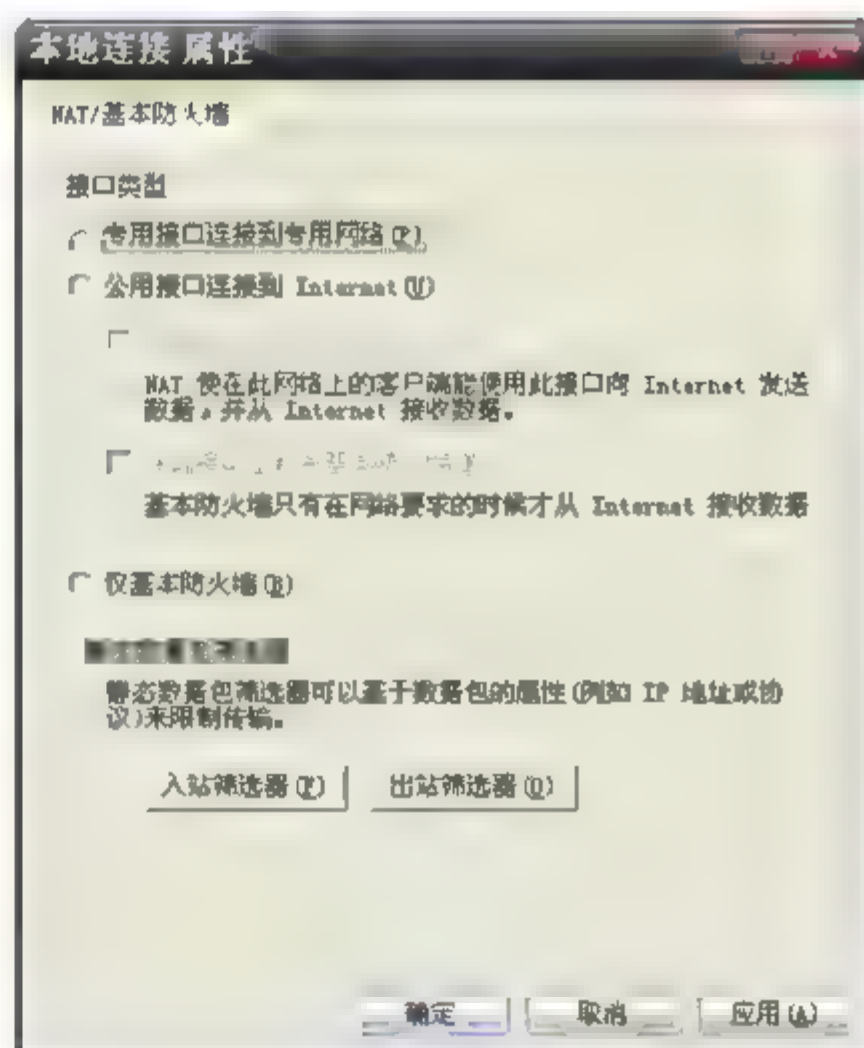 本地连接 属性
NAT/基本防火墙
接口类型
专用接口连接到专用网络(P)
公用接口连接到 Internet(U)
NAT 使在此网络上的客户端能使用此接口向 Internet 发送
数据，并从 Internet 接收数据。
基本防火墙只有在网络要求的时候才从 Internet 接收数据
仅基本防火墙(B)
静态数据包筛选器可以基于数据包的属性(例如 IP 地址或协
议)来限制传输。
入站筛选器
出站筛选器(O)
确定
取消
应用(A)